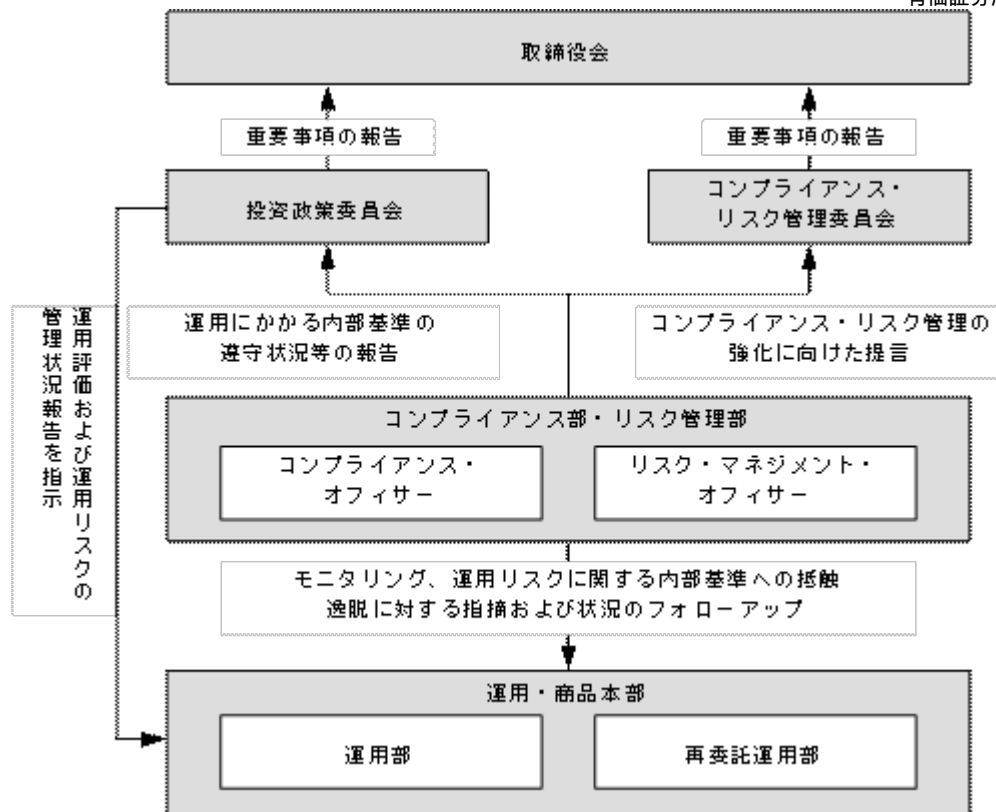 取締役会
重要事項の報告
重要事項の報告
投資政策委員会
コンプライアンス・
リスク管理委員会
運用評価および運用リスクの
管理状況報告を指示
運用にかかる内部基準の
遵守状況等の報告
コンプライアンス・リスク管理の
強化に向けた提言
コンプライアンス部・リスク管理部
コンプライアンス・
オフィサー
リスク・マネジメント・
オフィサー
モニタリング、運用リスクに関する内部基準への抵触
逸脱に対する指摘および状況のフォローアップ
運用・商品本部
運用部
再委託運用部